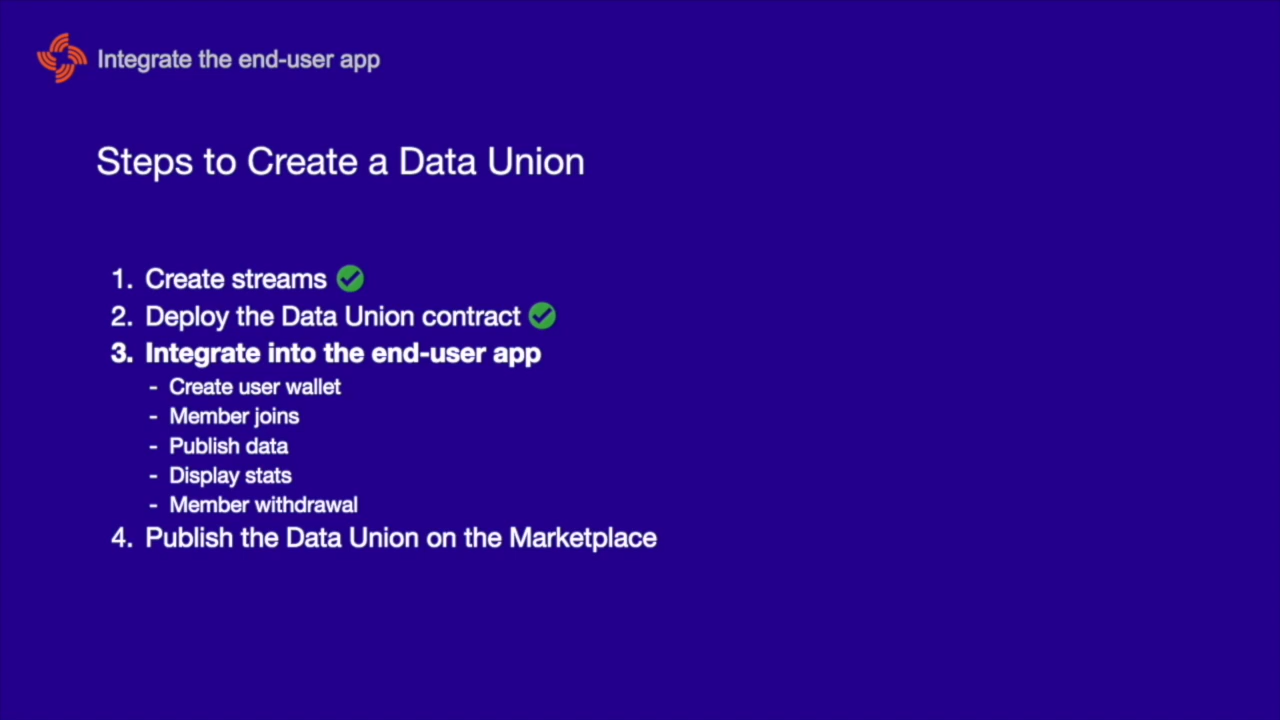 Integrate the end-user app
Steps to Create a Data Union
1. Create streams
2. Deploy the Data Union contract
3. Integrate into the end-user app
- Create user wallet
- Member joins
- Publish data
- Display stats
- Member withdrawal
4. Publish the Data Union on the Marketplace